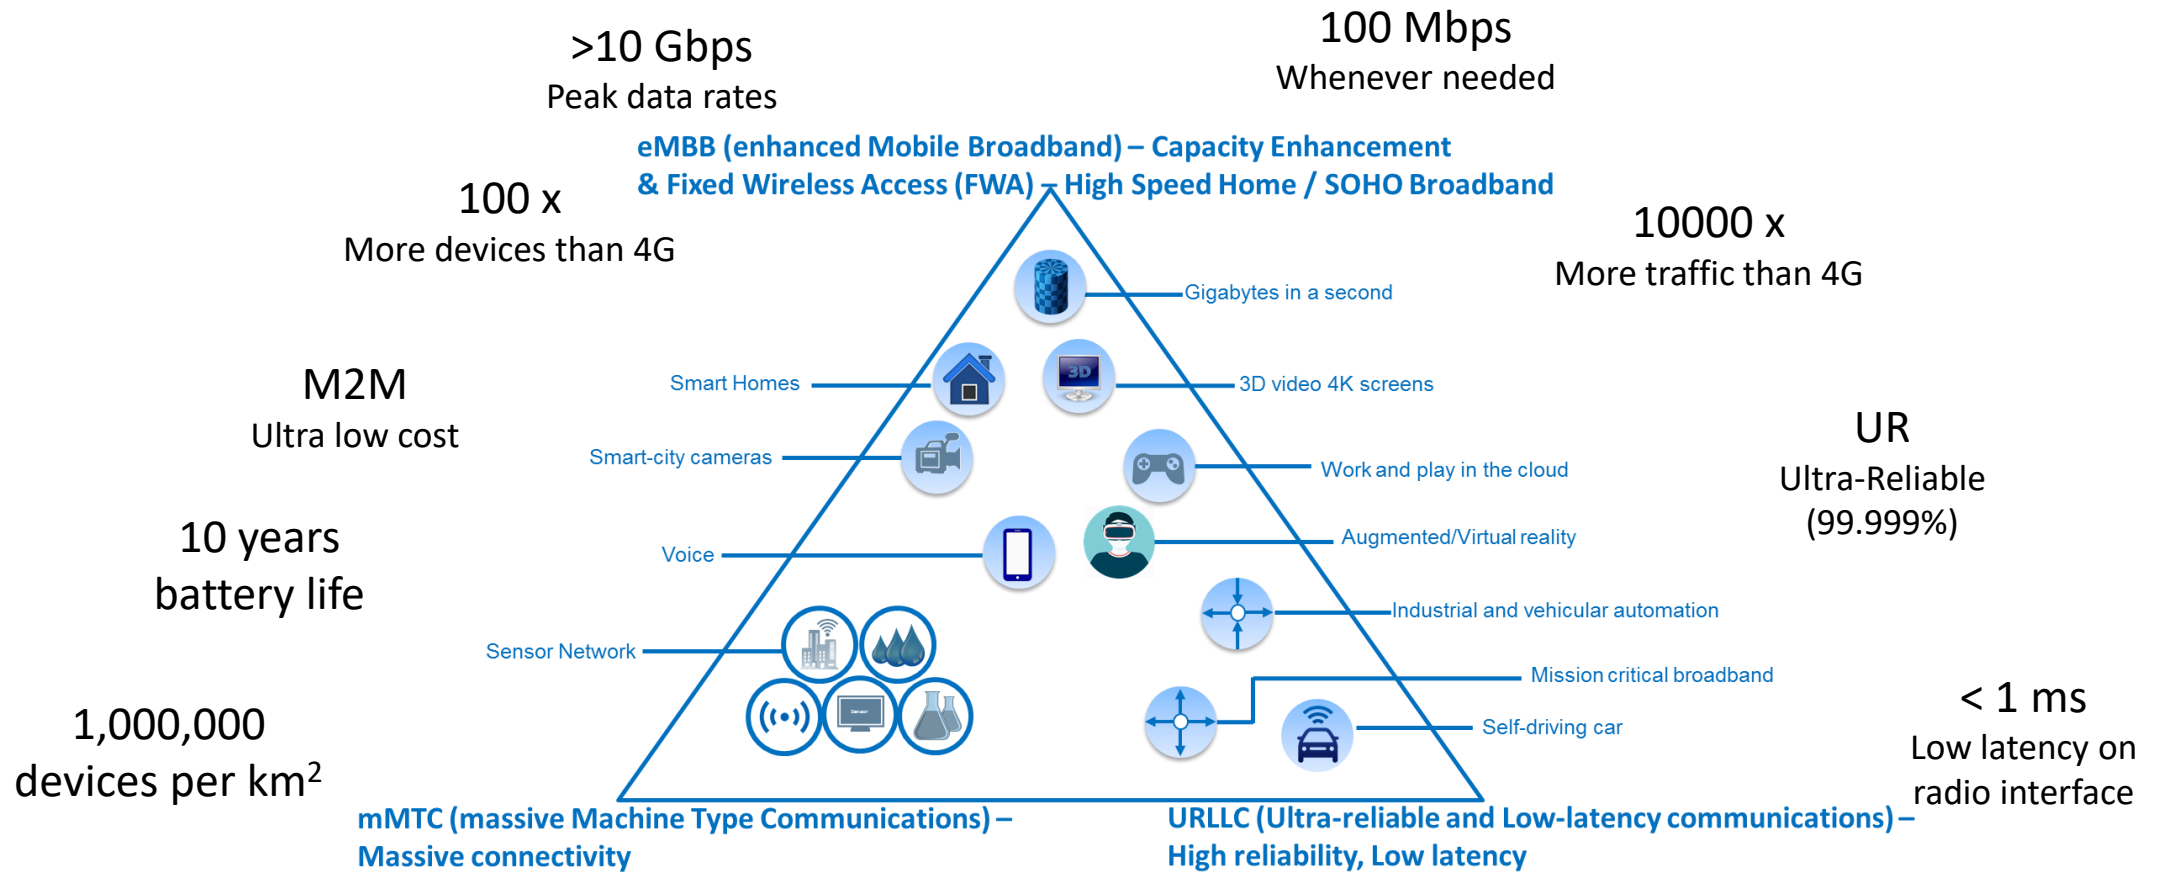 >10 Gbps
Peak data rates
100 Mbps
Whenever needed
eMBB (enhanced Mobile Broadband) – Capacity Enhancement
& Fixed Wireless Access (FWA) – High Speed Home / SOHO Broadband
100 x
More devices than 4G
10000 x
More traffic than 4G
Gigabytes in a second
M2M
Ultra low cost
Smart Homes
3D
3D video 4K screens
UR
Ultra-Reliable
(99.999%)
Smart-city cameras
Work and play in the cloud
10 years
battery life
Voice
Augmented/Virtual reality
Industrial and vehicular automation
Sensor Network
Mission critical broadband
1,000,000
devices per km²
Sensor
Self-driving car
< 1 ms
Low latency on
radio interface
mMTC (massive Machine Type Communications) –
Massive connectivity
URLLC (Ultra-reliable and Low-latency communications) –
High reliability, Low latency